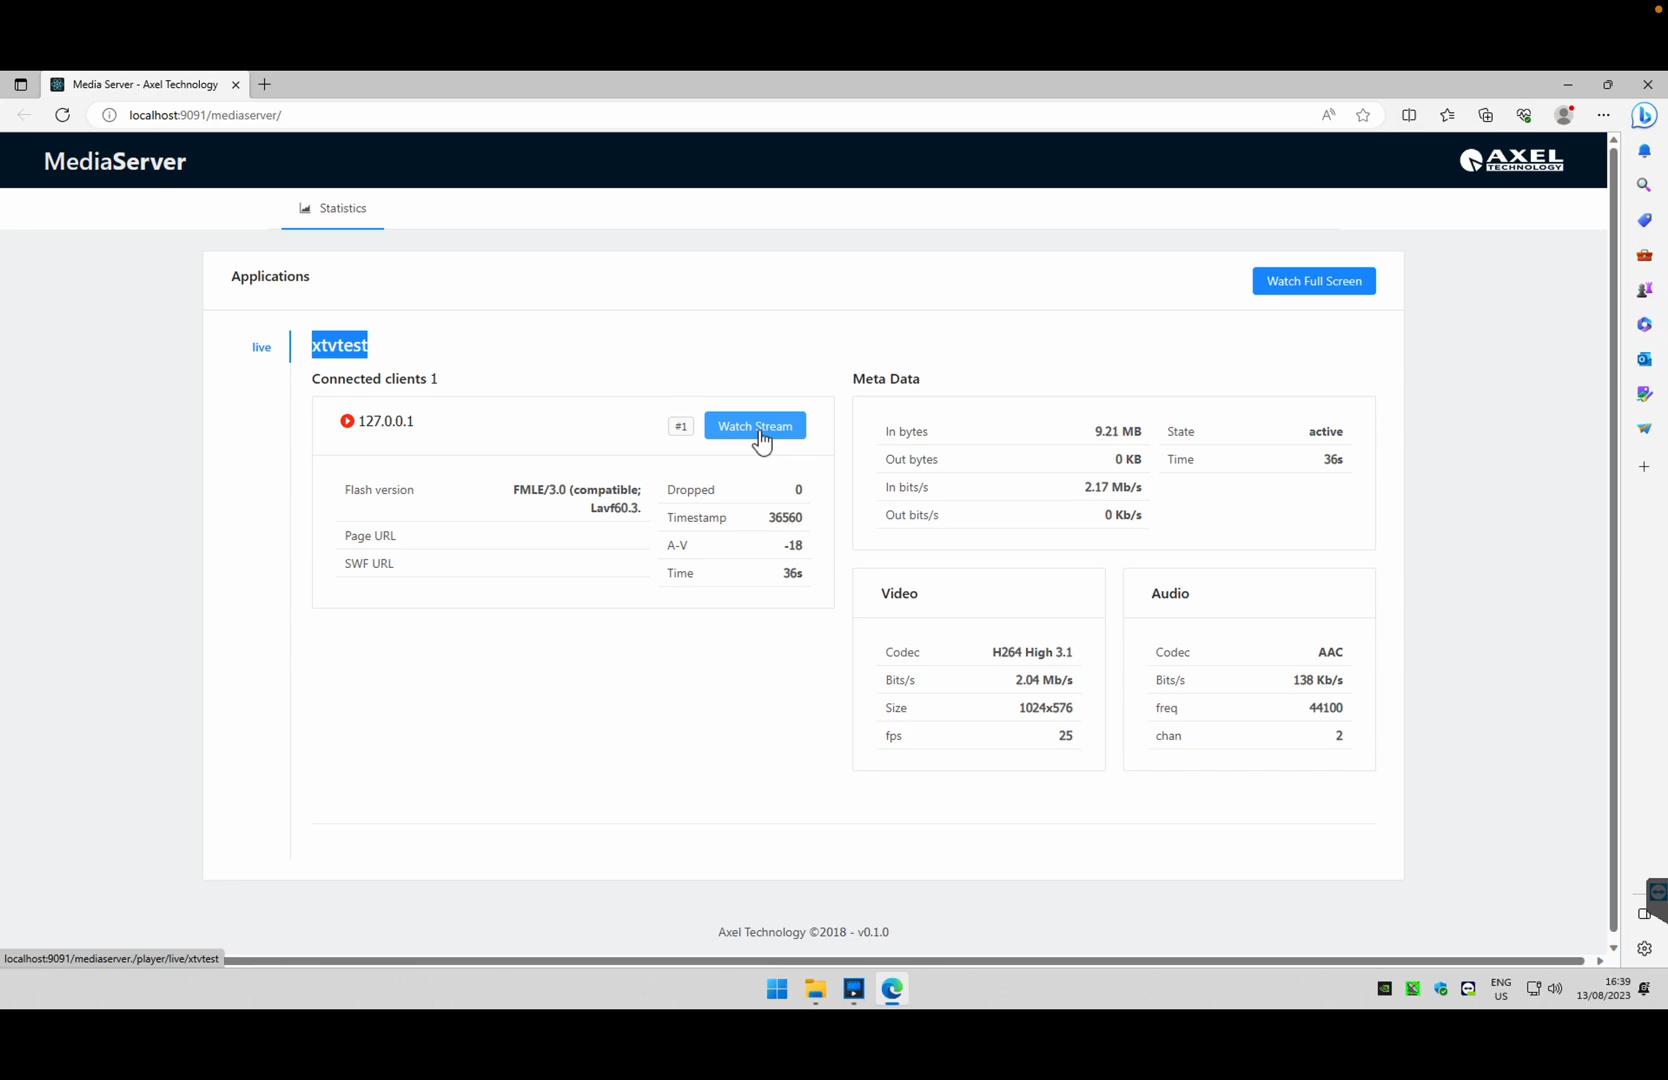 Media Server - Axel Technology
localhost:9091/mediaserver/
MediaServer
AXEL
TECHNOLOGY
Statistics
Applications
Watch Full Screen
live
xtvtest
Connected clients 1
Meta Data
127.0.0.1
#1
Watch Stream
Flash version
FMLE/3.0 (compatible;
Lavf60.3.
Page URL
SWF URL
Dropped 0
Timestamp 36560
A-V -18
Time 36s
In bytes 9.21 MB
Out bytes 0 KB
In bits/s 2.17 Mb/s
Out bits/s 0 Kb/s
State active
Time 36s
Video
Codec H264 High 3.1
Bits/s 2.04 Mb/s
Size 1024x576
fps 25
Audio
Codec AAC
Bits/s 138 Kb/s
freq 44100
chan 2
Axel Technology ©2018 - v0.1.0
localhost:9091/mediaserver./player/live/xtvtest
ENG
US
16:39
13/08/2023